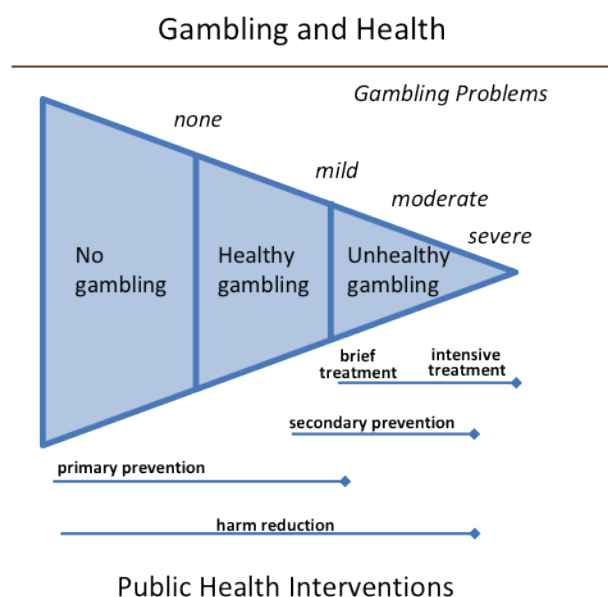 Gambling and Health
Gambling Problems
none
mild
moderate
severe
No
gambling
Healthy
gambling
Unhealthy
gambling
brief
treatment
intensive
treatment
secondary prevention
primary prevention
harm reduction
Public Health Interventions